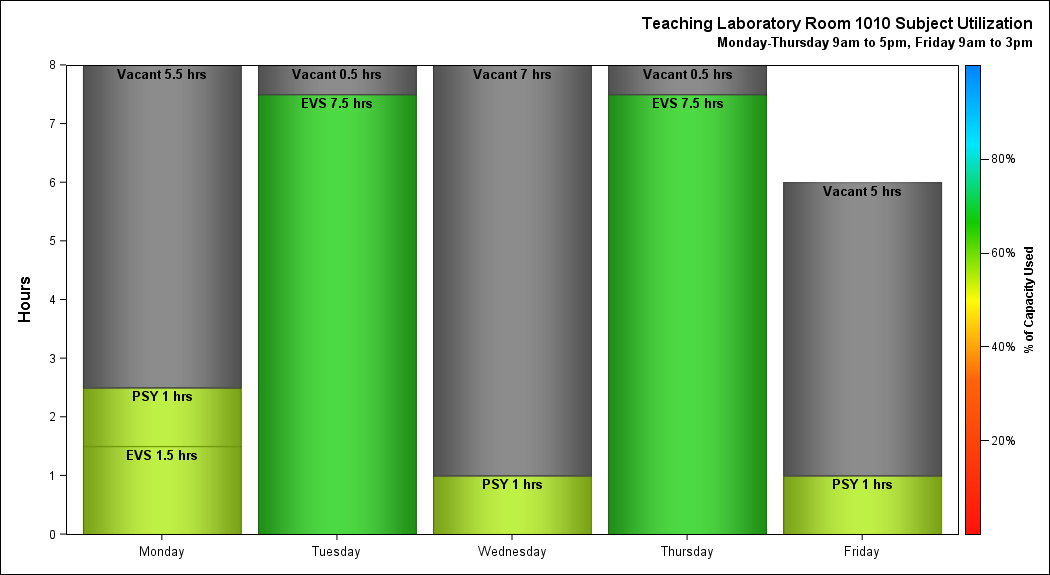 Teaching Laboratory Room 1010 Subject Utilization
Monday-Thursday 9am to 5pm, Friday 9am to 3pm
Hours
8
7
6
5
4
3
2
1
0
Vacant 5.5 hrs
PSY 1 hrs
EVS 1.5 hrs
Vacant 0.5 hrs
EVS 7.5 hrs
Vacant 7 hrs
PSY 1 hrs
Vacant 0.5 hrs
EVS 7.5 hrs
Vacant 5 hrs
PSY 1 hrs
Monday
Tuesday
Wednesday
Thursday
Friday
80%
60%
40%
20%
% of Capacity Used